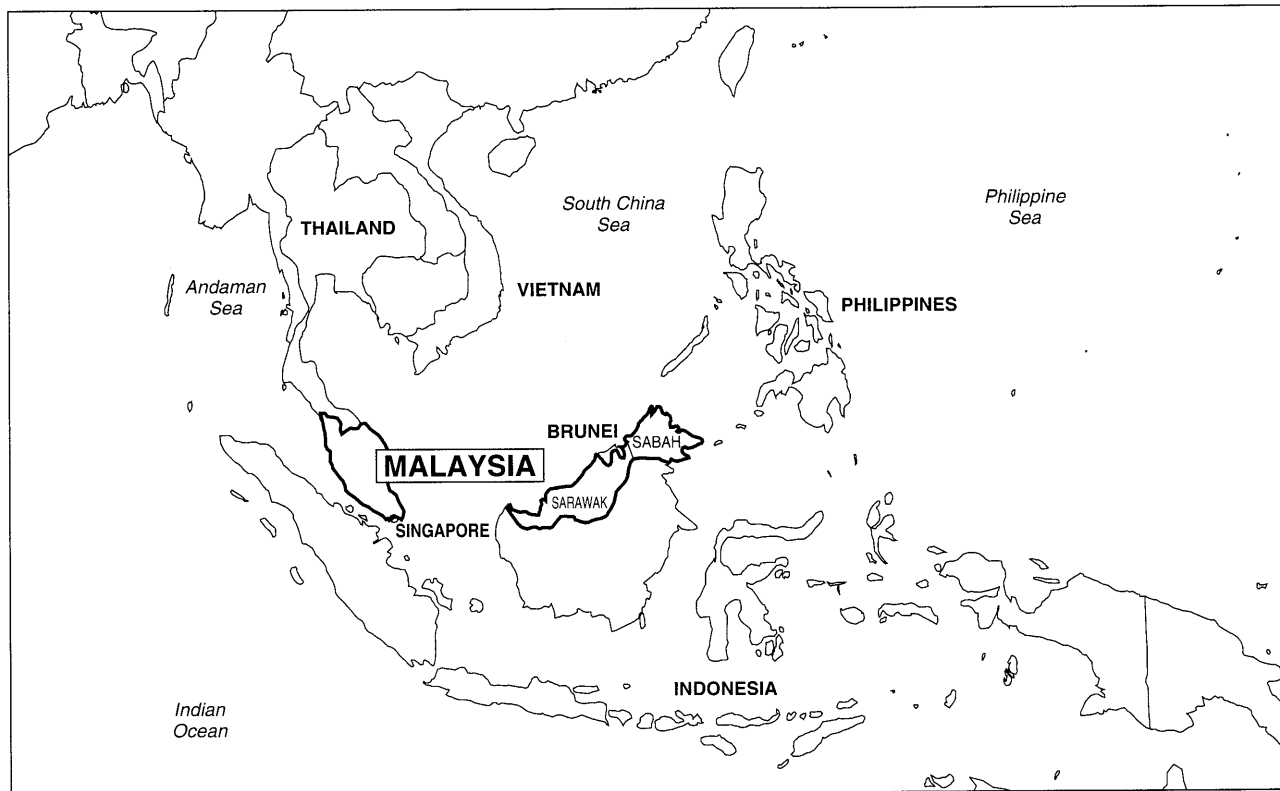 South China
Sea
Philippine
Sea
THAILAND
Andaman
Sea
VIETNAM
PHILIPPINES
BRUNEI
SABAH
MALAYSIA
SARAWAK
SINGAPORE
INDONESIA
Indian
Ocean